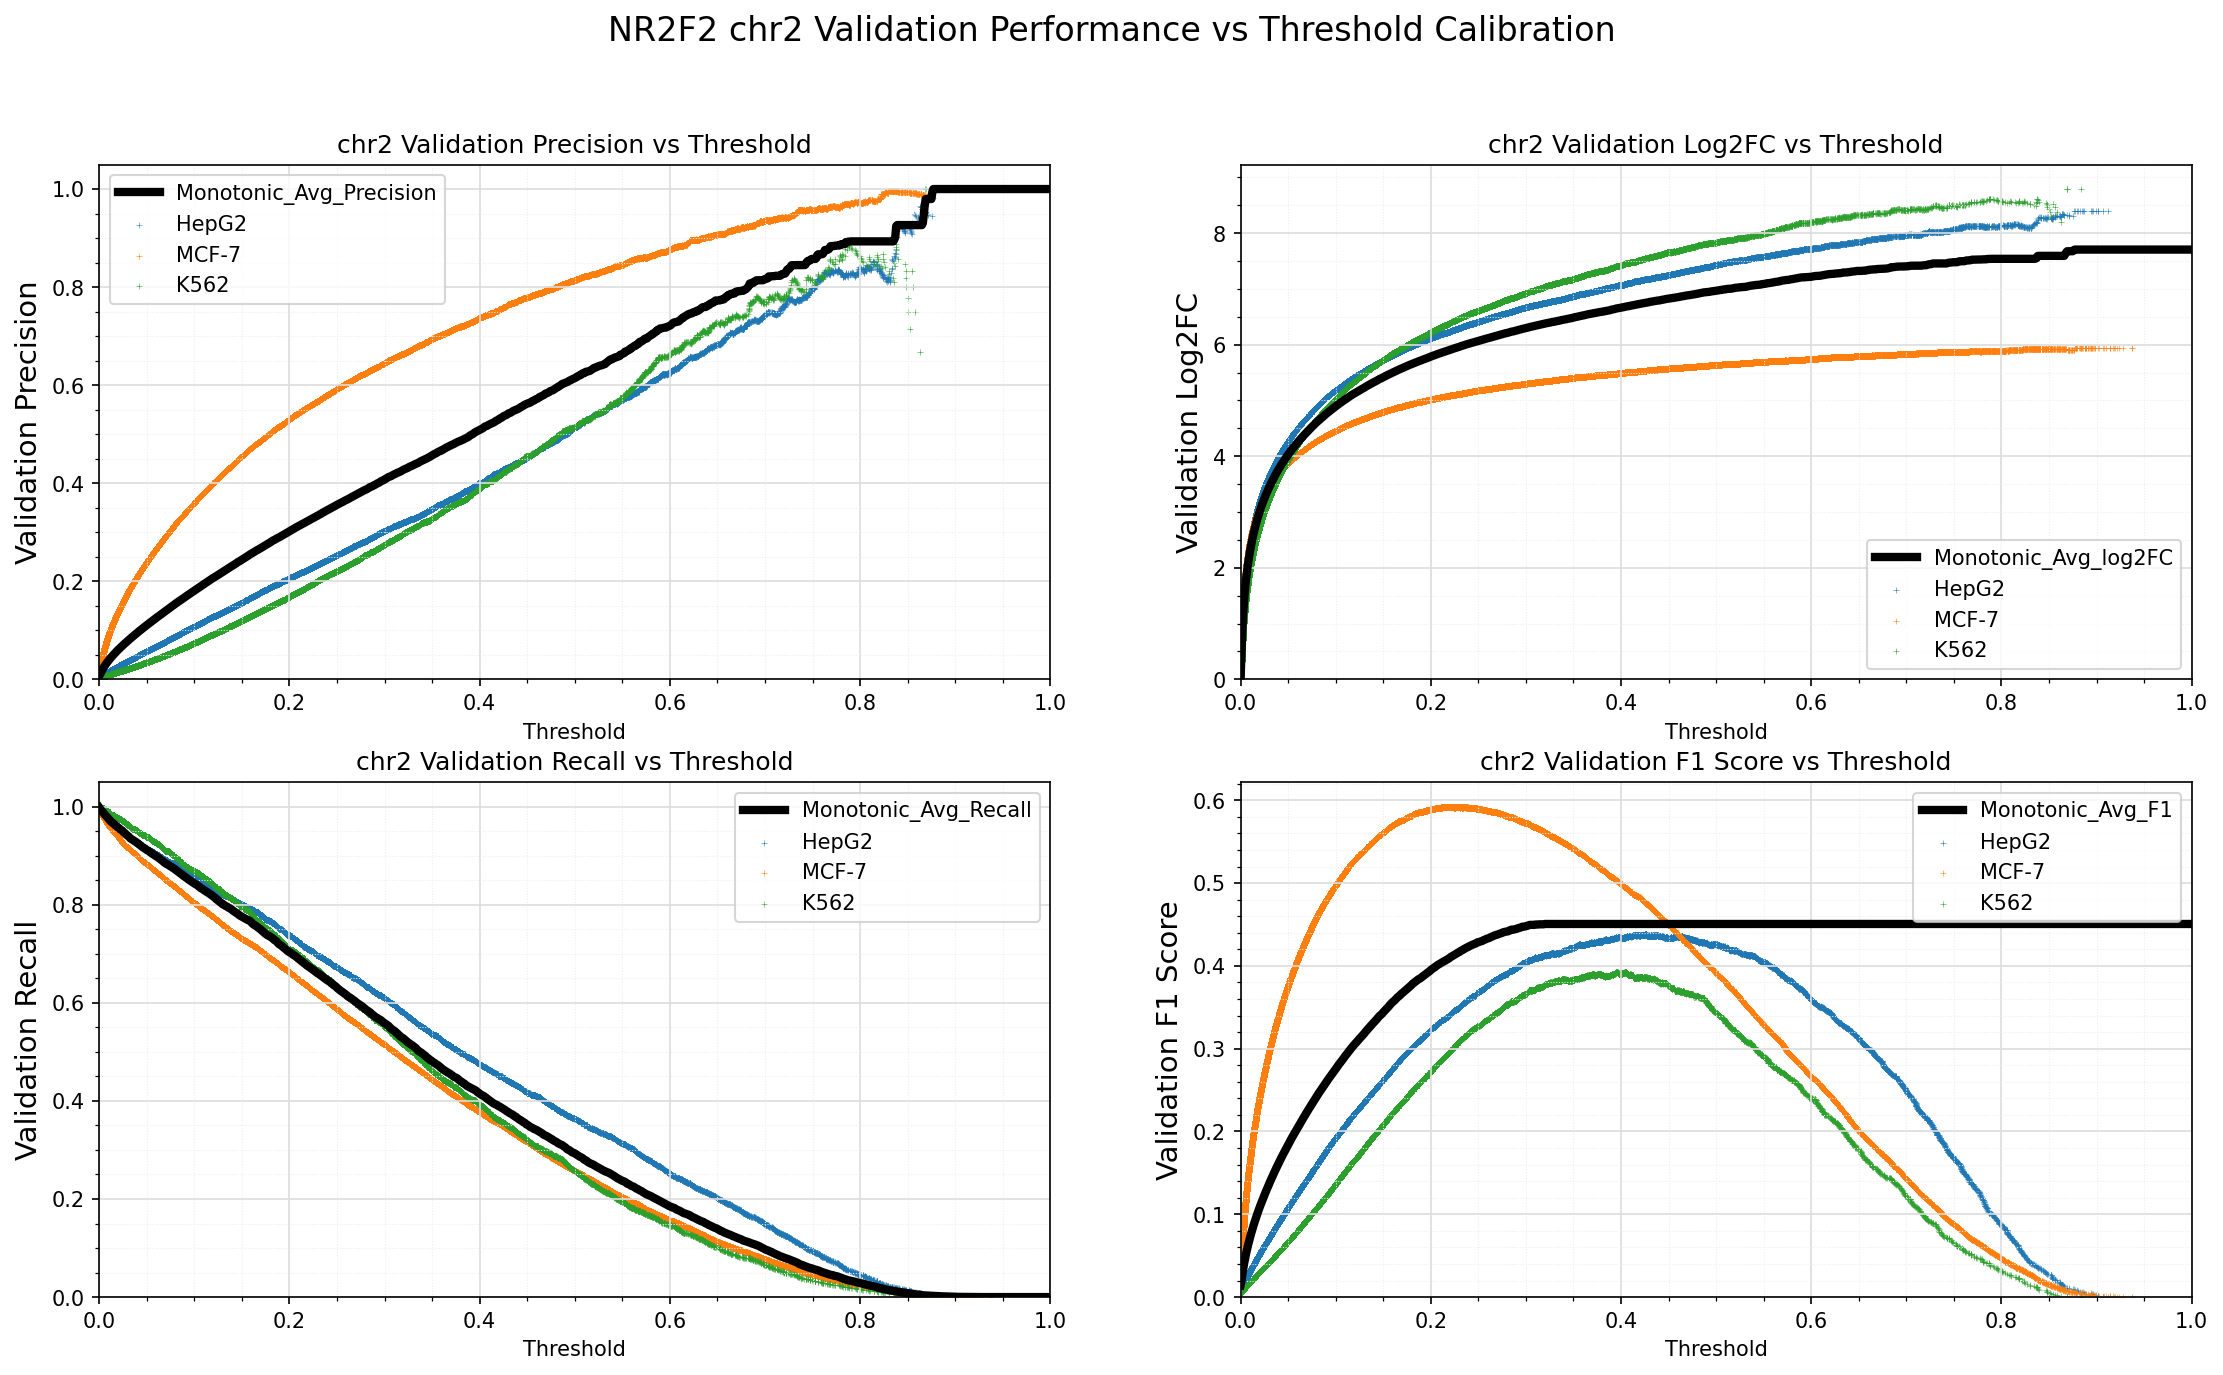 NR2F2 chr2 Validation Performance vs Threshold Calibration
chr2 Validation Precision vs Threshold
Validation Precision
1.0
0.8
0.6
0.4
0.2
0.0
Monotonic_Avg_Precision
HepG2
MCF-7
K562
0.0 0.2 0.4 0.6 0.8 1.0
Threshold
chr2 Validation Log2FC vs Threshold
Validation Log2FC
8
6
4
2
0
Monotonic_Avg_log2FC
HepG2
MCF-7
K562
0.0 0.2 0.4 0.6 0.8 1.0
Threshold
chr2 Validation Recall vs Threshold
Validation Recall
1.0
0.8
0.6
0.4
0.2
0.0
Monotonic_Avg_Recall
HepG2
MCF-7
K562
0.0 0.2 0.4 0.6 0.8 1.0
Threshold
chr2 Validation F1 Score vs Threshold
Validation F1 Score
0.6
0.5
0.4
0.3
0.2
0.1
0.0
Monotonic_Avg_F1
HepG2
MCF-7
K562
0.0 0.2 0.4 0.6 0.8 1.0
Threshold